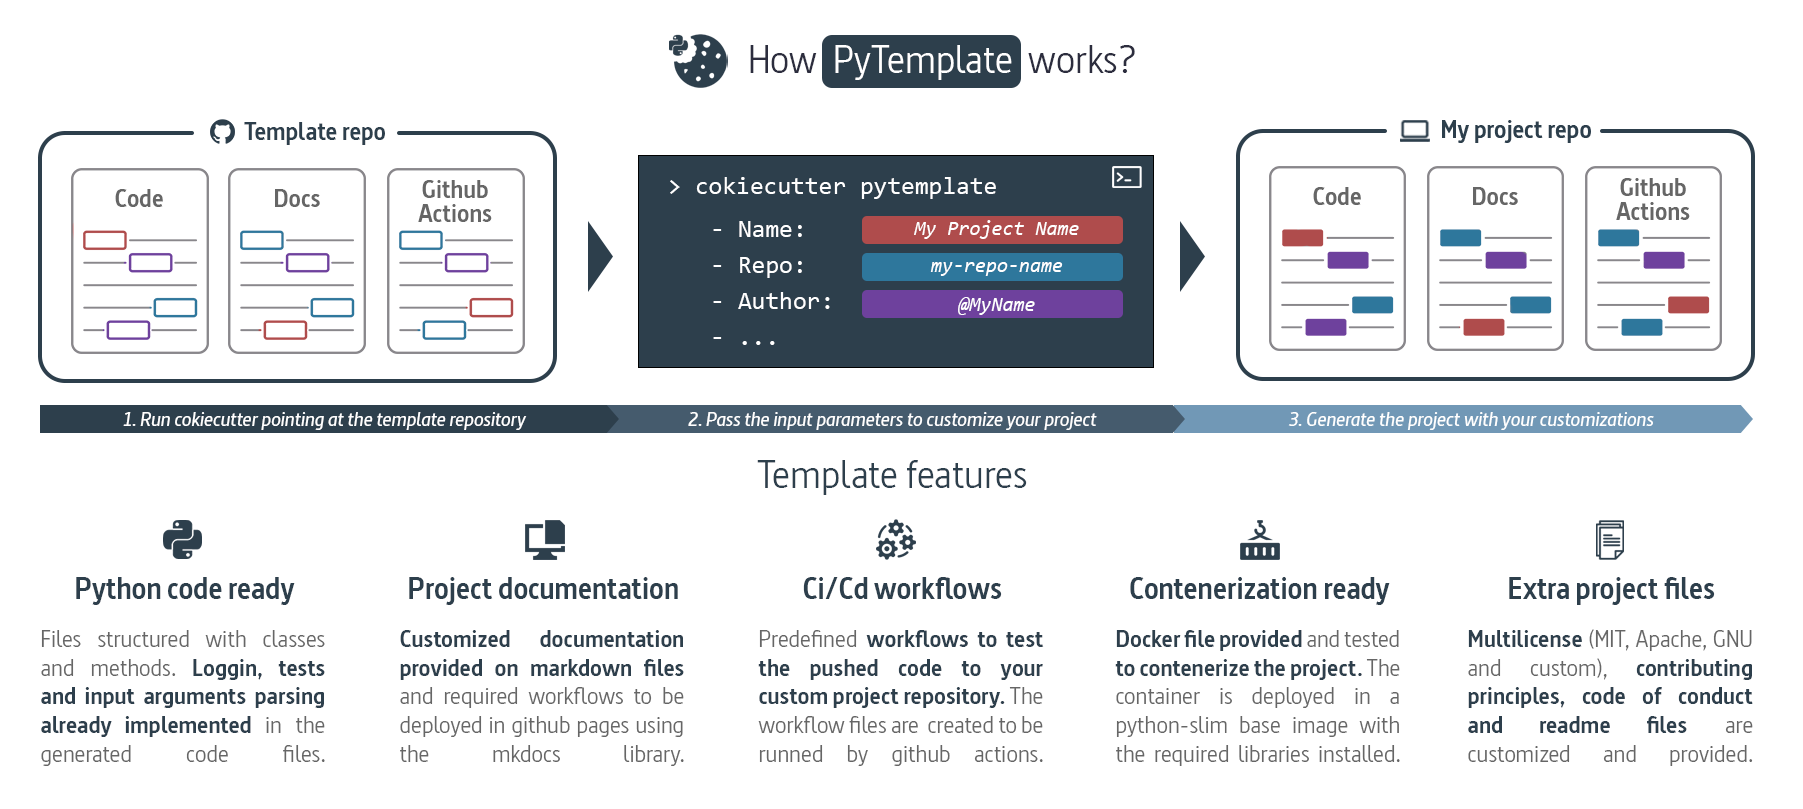 How PyTemplate works?
Template repo
Code
Docs
Github
Actions
> cokiecutter pytemplate
- Name: My Project Name
- Repo: my-repo-name
- Author: @MyName
- ...
My project repo
Code
Docs
Github
Actions
1. Run cokiecutter pointing at the template repository
2. Pass the input parameters to customize your project
3. Generate the project with your customizations
Template features
Python code ready
Files structured with classes
and methods. Loggin, tests
and input arguments parsing
already implemented in the
generated code files.
Project documentation
Customized documentation
provided on markdown files
and required workflows to be
deployed in github pages using
the mkdocs library.
Ci/Cd workflows
Predefined workflows to test
the pushed code to your
custom project repository. The
workflow files are created to be
runned by github actions.
Contenerization ready
Docker file provided and tested
to contenerize the project. The
container is deployed in a
python-slim base image with
the required libraries installed.
Extra project files
Multilicense (MIT, Apache, GNU
and custom), contributing
principles, code of conduct
and readme files are
customized and provided.